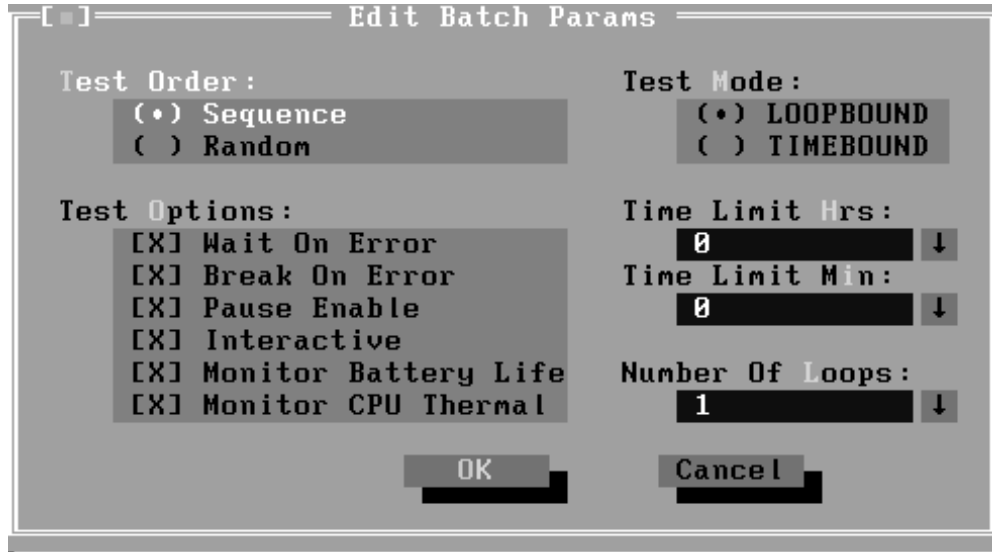 [■] Edit Batch Params
Test Order:
(•) Sequence
( ) Random
Test Mode:
(•) LOOPBOUND
( ) TIMEBOUND
Test Options:
[X] Wait On Error
[X] Break On Error
[X] Pause Enable
[X] Interactive
[X] Monitor Battery Life
[X] Monitor CPU Thermal
Time Limit Hrs:
0 ↓
Time Limit Min:
0 ↓
Number Of Loops:
1 ↓
OK Cancel